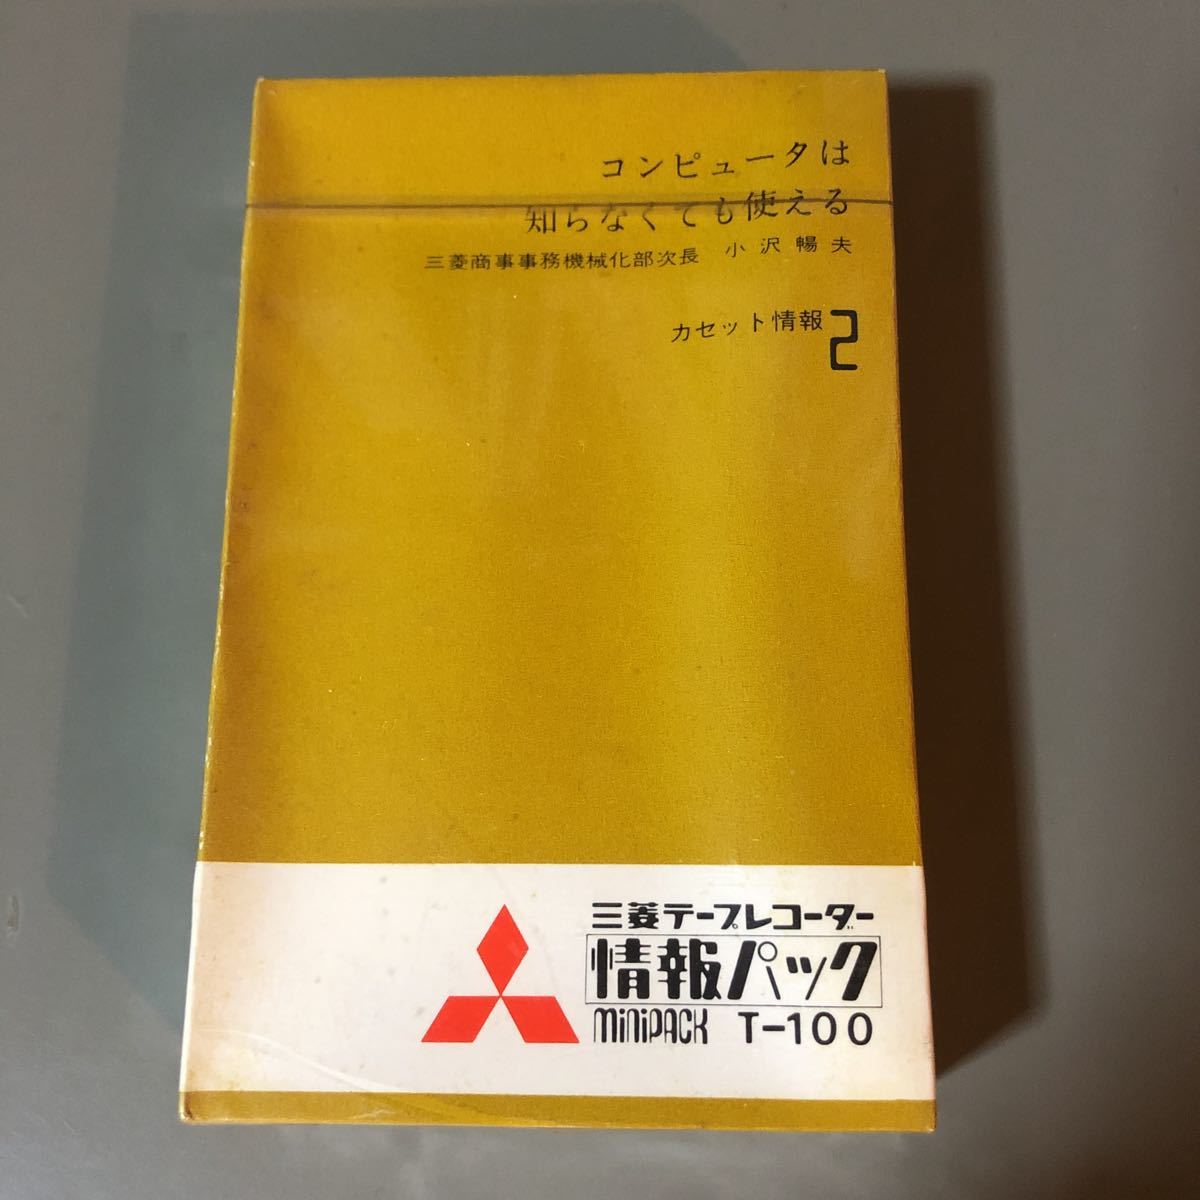 コンピュータは
知らなくても使える
三菱商事事務機械化部次長 小沢暢夫
カセット情報 2
三菱テープレコーダー
情報パック
MINIPACK T-100